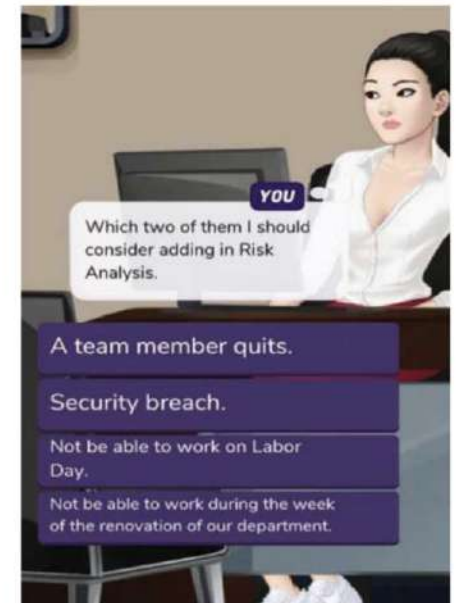 YOU
Which two of them I should
consider adding in Risk
Analysis.
A team member quits.
Security breach.
Not be able to work on Labor
Day.
Not be able to work during the week
of the renovation of our department.